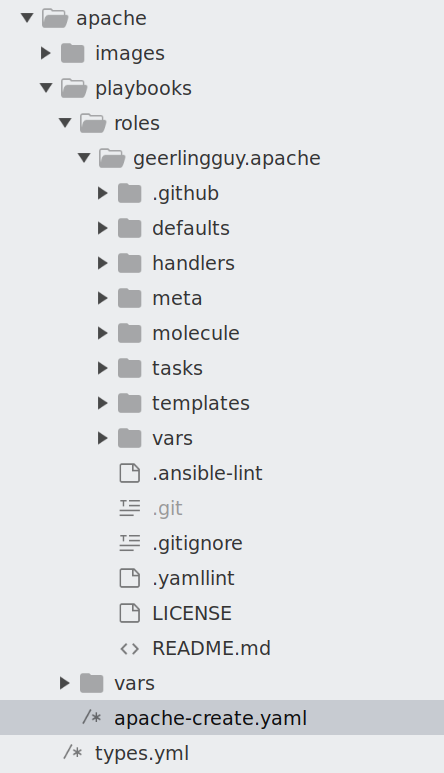 apache
images
playbooks
roles
geerlingguy.apache
.github
defaults
handlers
meta
molecule
tasks
templates
vars
.ansible-lint
.git
.gitignore
.yamllint
LICENSE
README.md
vars
apache-create.yaml
types.yml